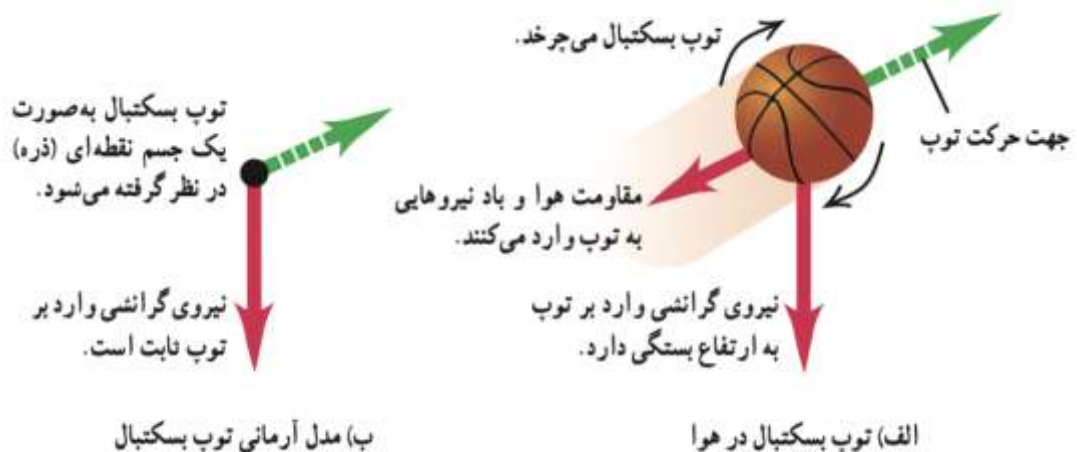 توپ بسکتبال می‌چرخد.
جهت حرکت توپ
مقاومت هوا و باد نیروهایی
به توپ وارد می‌کنند.
نیروی گرانشی وارد بر توپ
به ارتفاع بستگی دارد.
الف) توپ بسکتبال در هوا
توپ بسکتبال به‌صورت
یک جسم نقطه‌ای (ذره)
در نظر گرفته می‌شود.
نیروی گرانشی وارد بر
توپ ثابت است.
ب) مدل آرمانی توپ بسکتبال